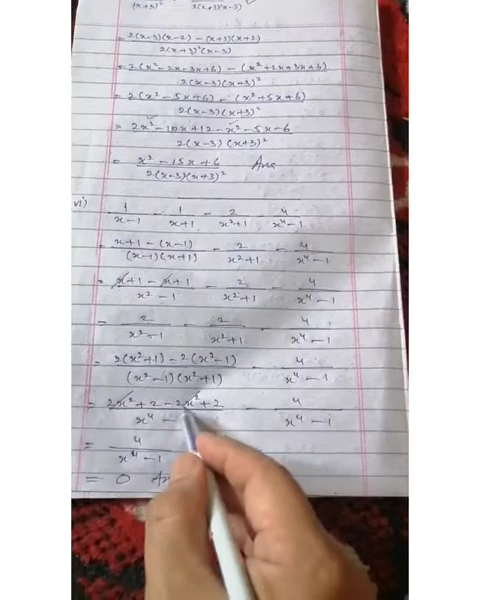 (x+3)² 2(x+3)(x-3)
= 2(x-3)(x-2) - (x+3)(x+2) / 2(x+3)²(x-3)
= 2(x²-2x-3x+6) - (x²+2x+3x+6) / 2(x-3)(x+3)²
= 2(x²-5x+6) - (x²+5x+6) / 2(x-3)(x+3)²
= 2x²-10x+12-x²-5x-6 / 2(x-3)(x+3)²
= x²-15x+6 / 2(x-3)(x+3)² Ans
vi) 1/x-1 - 1/x+1 - 2/x²+1 - 4/x⁴-1
= x+1-(x-1) / (x-1)(x+1) - 2/x²+1 - 4/x⁴-1
= x+1-x+1 / x²-1 - 2/x²+1 - 4/x⁴-1
= 2/x²-1 - 2/x²+1 - 4/x⁴-1
= 2(x²+1)-2(x²-1) / (x²-1)(x²+1) - 4/x⁴-1
= 2x²+2-2x²+2 / x⁴- - 4/x⁴-1
= 4/x⁴-1
= 0